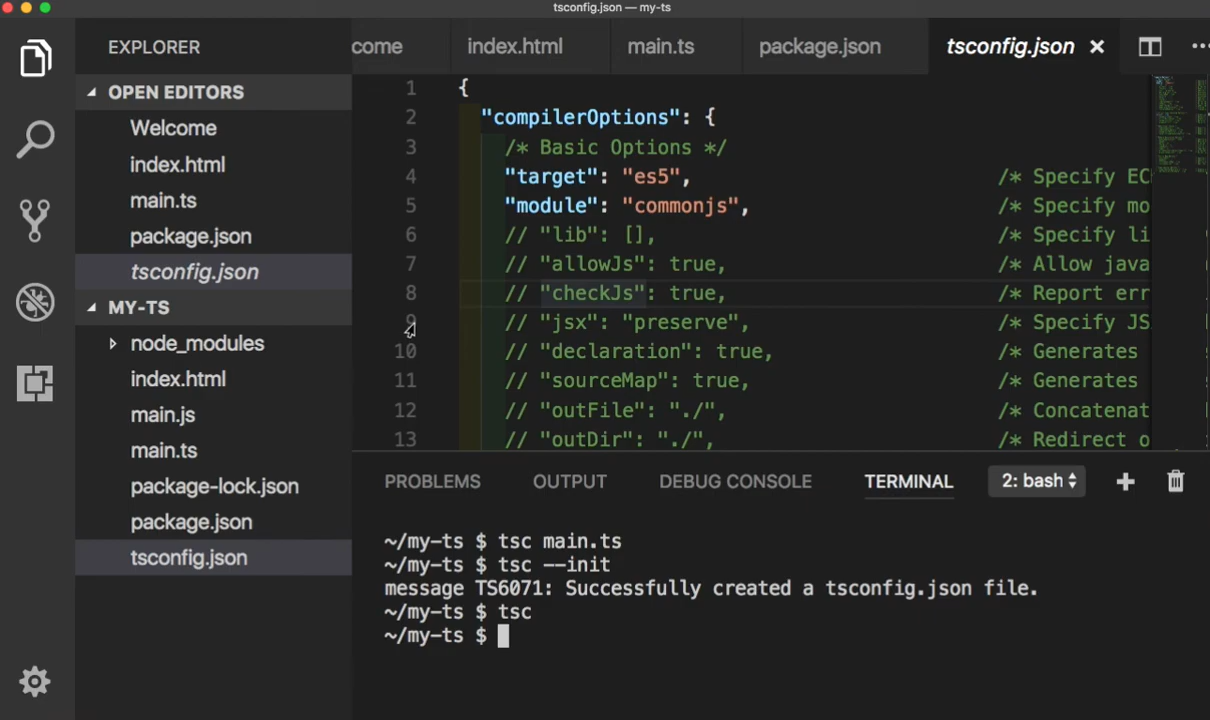 tsconfig.json — my-ts
EXPLORER
OPEN EDITORS
Welcome
index.html
main.ts
package.json
tsconfig.json
MY-TS
node_modules
index.html
main.js
main.ts
package-lock.json
package.json
tsconfig.json
come index.html main.ts package.json tsconfig.json
1 {
2 "compilerOptions": {
3 /* Basic Options */
4 "target": "es5", /* Specify EC
5 "module": "commonjs", /* Specify mo
6 // "lib": [], /* Specify li
7 // "allowJs": true, /* Allow java
8 // "checkJs": true, /* Report err
9 // "jsx": "preserve", /* Specify JS
10 // "declaration": true, /* Generates
11 // "sourceMap": true, /* Generates
12 // "outFile": "./", /* Concatenat
13 // "outDir": "./", /* Redirect o
PROBLEMS OUTPUT DEBUG CONSOLE TERMINAL 2: bash
~/my-ts $ tsc main.ts
~/my-ts $ tsc --init
message TS6071: Successfully created a tsconfig.json file.
~/my-ts $ tsc
~/my-ts $